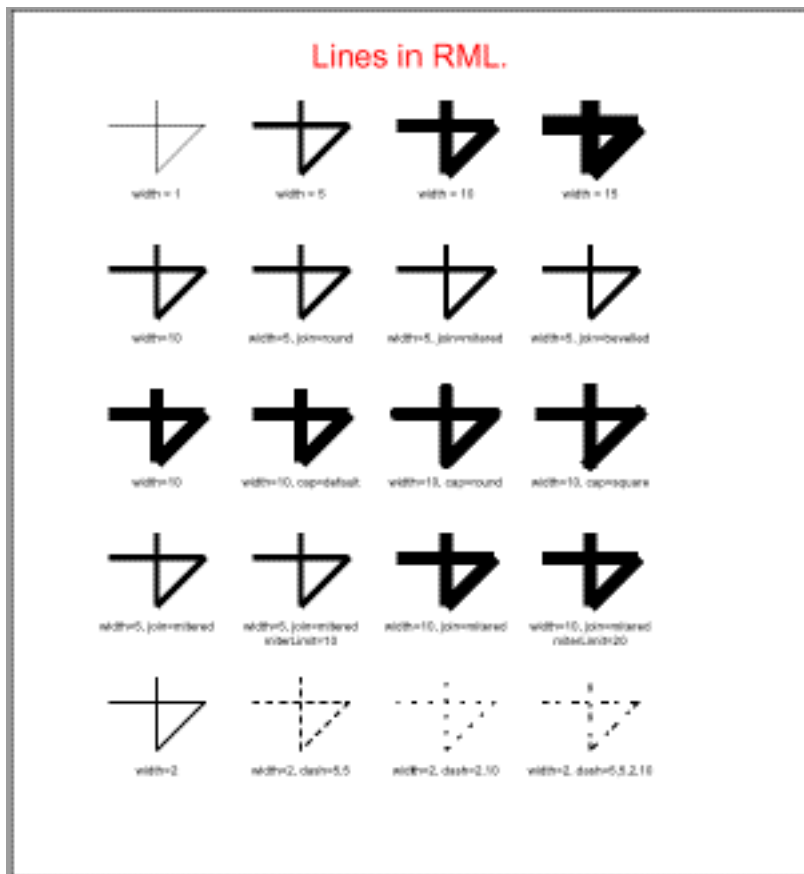 Lines in RML.
width = 1
width = 5
width = 10
width = 15
width=10
width=5, join=round
width=5, join=mitered
width=5, join=bevelled
width=10
width=10, cap=default
width=10, cap=round
width=10, cap=square
width=5, join=mitered
width=5, join=mitered
miterLimit=10
width=10, join=mitered
width=10, join=mitered
miterLimit=20
width=2
width=2, dash=5,5
width=2, dash=2,10
width=2, dash=5,5,2,10